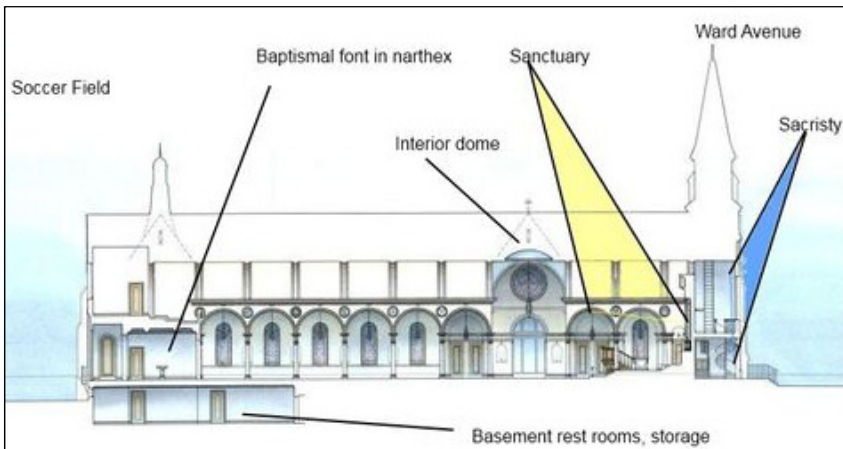 Ward Avenue
Baptismal font in narthex
Sanctuary
Soccer Field
Sacristy
Interior dome
Basement rest rooms, storage